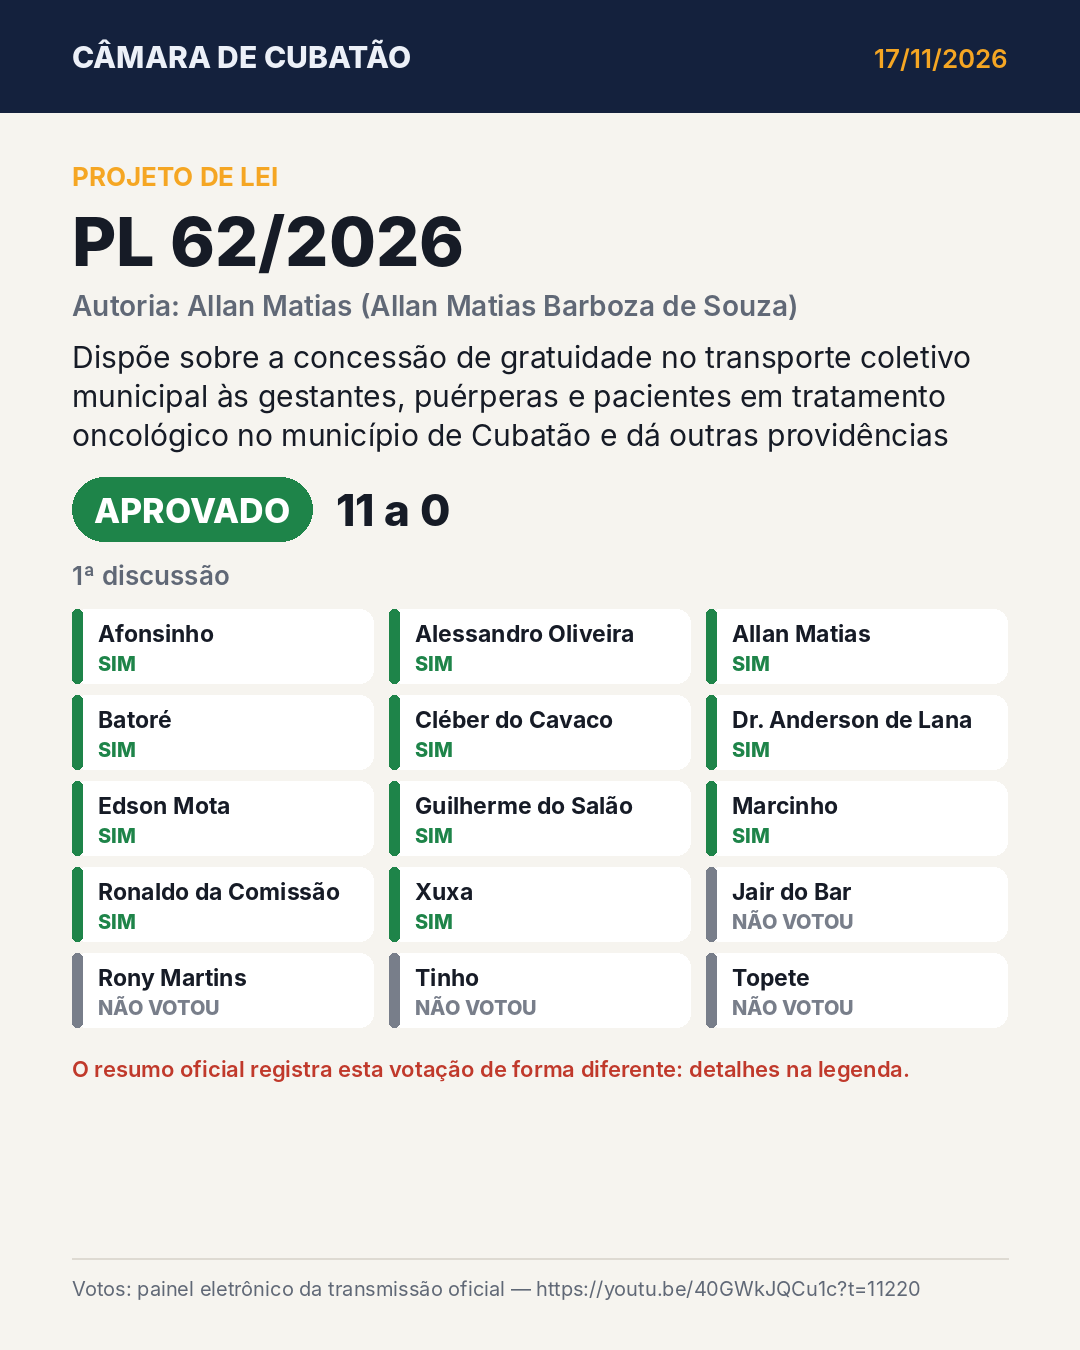 CÂMARA DE CUBATÃO
17/11/2026
PROJETO DE LEI
PL 62/2026
Autoria: Allan Matias (Allan Matias Barboza de Souza)
Dispõe sobre a concessão de gratuidade no transporte coletivo
municipal às gestantes, puérperas e pacientes em tratamento
oncológico no município de Cubatão e dá outras providências
APROVADO
11 a 0
1ª discussão
Afonsinho
SIM
Alessandro Oliveira
SIM
Allan Matias
SIM
Batoré
SIM
Cléber do Cavaco
SIM
Dr. Anderson de Lana
SIM
Edson Mota
SIM
Guilherme do Salão
SIM
Marcinho
SIM
Ronaldo da Comissão
SIM
Xuxa
SIM
Jair do Bar
NÃO VOTOU
Rony Martins
NÃO VOTOU
Tinho
NÃO VOTOU
Topete
NÃO VOTOU
O resumo oficial registra esta votação de forma diferente: detalhes na legenda.
Votos: painel eletrônico da transmissão oficial — https://youtu.be/40GWkJQCu1c?t=11220